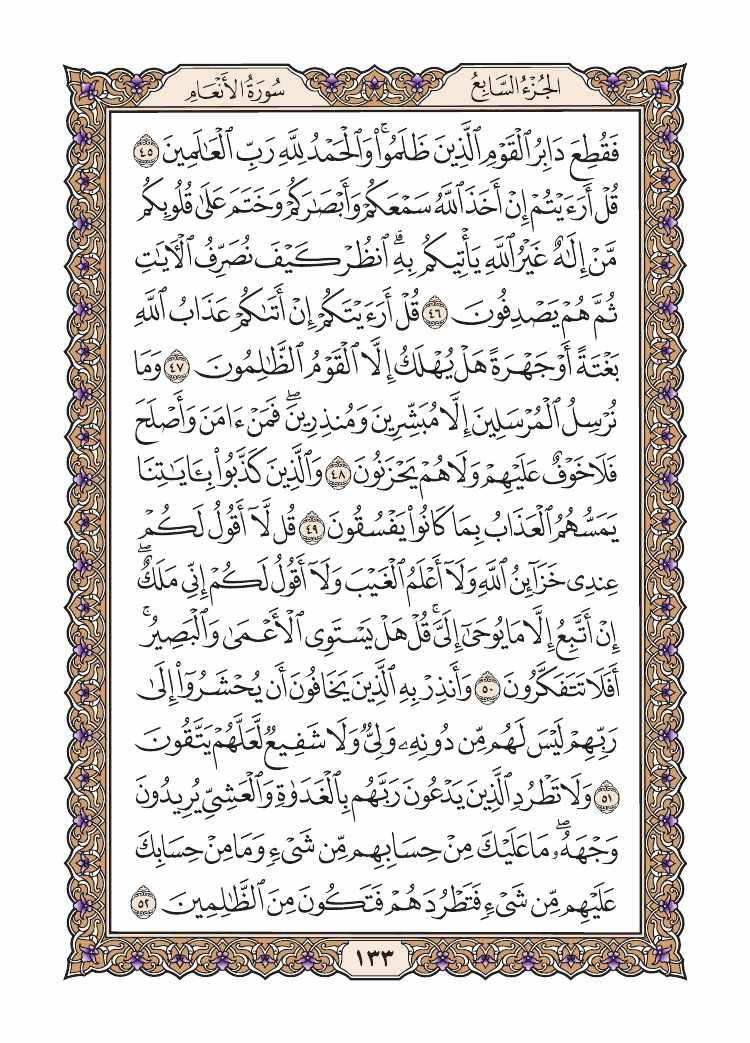 الجُزْءُ السَّابِعُ
سُورَةُ الأَنْعَامِ
فَقُطِعَ دَابِرُ ٱلْقَوْمِ ٱلَّذِينَ ظَلَمُوا۟ۚ وَٱلْحَمْدُ لِلَّهِ رَبِّ ٱلْعَٰلَمِينَ ٤٥
قُلْ أَرَءَيْتُمْ إِنْ أَخَذَ ٱللَّهُ سَمْعَكُمْ وَأَبْصَٰرَكُمْ وَخَتَمَ عَلَىٰ قُلُوبِكُم
مَّنْ إِلَٰهٌ غَيْرُ ٱللَّهِ يَأْتِيكُم بِهِۗ ٱنظُرْ كَيْفَ نُصَرِّفُ ٱلْءَايَٰتِ
ثُمَّ هُمْ يَصْدِفُونَ ٤٦ قُلْ أَرَءَيْتَكُمْ إِنْ أَتَىٰكُمْ عَذَابُ ٱللَّهِ
بَغْتَةً أَوْ جَهْرَةً هَلْ يُهْلَكُ إِلَّا ٱلْقَوْمُ ٱلظَّٰلِمُونَ ٤٧ وَمَا
نُرْسِلُ ٱلْمُرْسَلِينَ إِلَّا مُبَشِّرِينَ وَمُنذِرِينَۖ فَمَنْ ءَامَنَ وَأَصْلَحَ
فَلَا خَوْفٌ عَلَيْهِمْ وَلَا هُمْ يَحْزَنُونَ ٤٨ وَٱلَّذِينَ كَذَّبُوا۟ بِـَٔايَٰتِنَا
يَمَسُّهُمُ ٱلْعَذَابُ بِمَا كَانُوا۟ يَفْسُقُونَ ٤٩ قُل لَّآ أَقُولُ لَكُمْ
عِندِى خَزَآئِنُ ٱللَّهِ وَلَآ أَعْلَمُ ٱلْغَيْبَ وَلَآ أَقُولُ لَكُمْ إِنِّى مَلَكٌۖ
إِنْ أَتَّبِعُ إِلَّا مَا يُوحَىٰٓ إِلَىَّۚ قُلْ هَلْ يَسْتَوِى ٱلْأَعْمَىٰ وَٱلْبَصِيرُۚ
أَفَلَا تَتَفَكَّرُونَ ٥٠ وَأَنذِرْ بِهِ ٱلَّذِينَ يَخَافُونَ أَن يُحْشَرُوٓا۟ إِلَىٰ
رَبِّهِمْ لَيْسَ لَهُم مِّن دُونِهِۦ وَلِىٌّ وَلَا شَفِيعٌ لَّعَلَّهُمْ يَتَّقُونَ
٥١ وَلَا تَطْرُدِ ٱلَّذِينَ يَدْعُونَ رَبَّهُم بِٱلْغَدَوٰةِ وَٱلْعَشِىِّ يُرِيدُونَ
وَجْهَهُۥۖ مَا عَلَيْكَ مِنْ حِسَابِهِم مِّن شَىْءٍ وَمَا مِنْ حِسَابِكَ
عَلَيْهِم مِّن شَىْءٍ فَتَطْرُدَهُمْ فَتَكُونَ مِنَ ٱلظَّٰلِمِينَ ٥٢
١٣٣